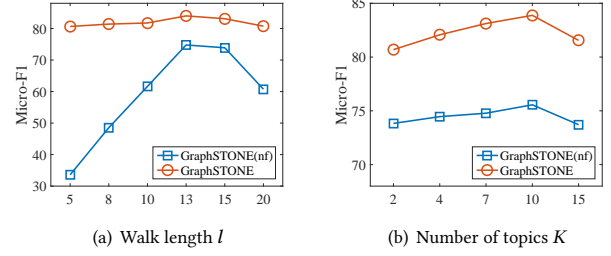 Micro-F1
80
70
60
50
40
30
GraphSTONE(nf)
GraphSTONE
5 8 10 13 15 20
(a) Walk length l
Micro-F1
85
80
75
70
GraphSTONE(nf)
GraphSTONE
2 4 7 10 15
(b) Number of topics K